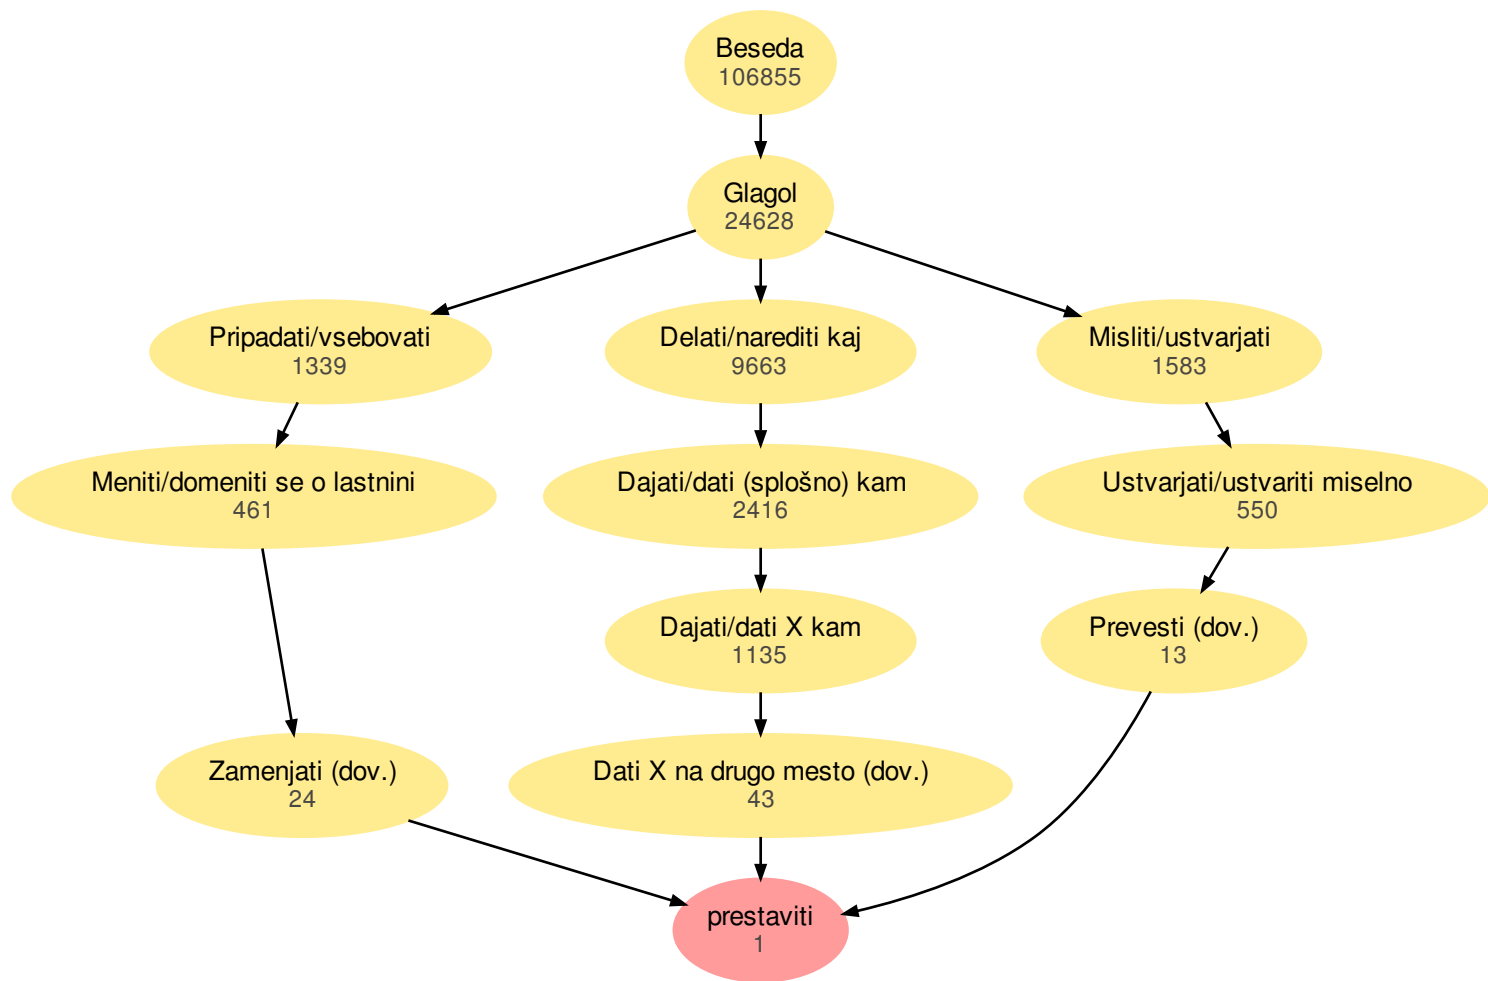 Beseda
106855
Glagol
24628
Pripadati/vsebovati
1339
Delati/narediti kaj
9663
Misliti/ustvarjati
1583
Meniti/domeniti se o lastnini
461
Dajati/dati (splošno) kam
2416
Ustvarjati/ustvariti miselno
550
Dajati/dati X kam
1135
Prevesti (dov.)
13
Zamenjati (dov.)
24
Dati X na drugo mesto (dov.)
43
prestaviti
1